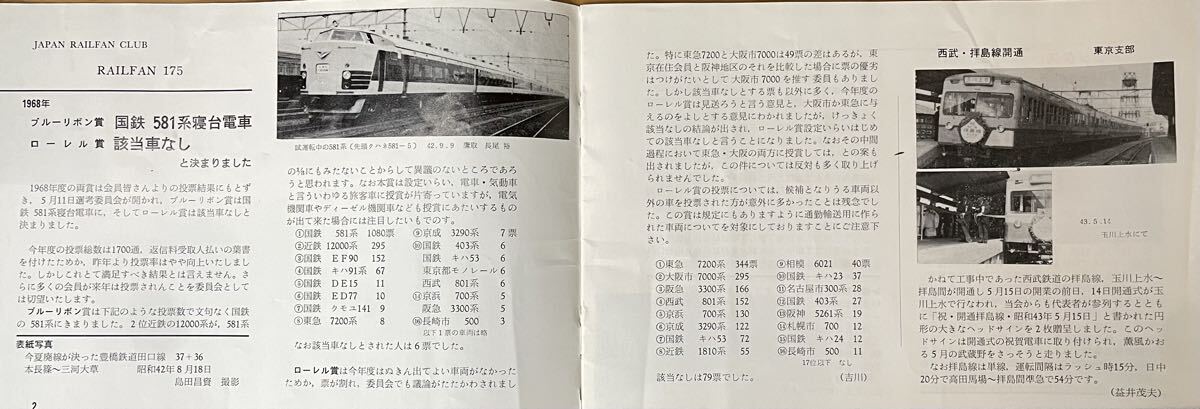 JAPAN RAILFAN CLUB
RAILFAN 175
1968年
ブルーリボン賞 国鉄 581系寝台電車
ローレル賞 該当車なし
と決まりました
1968年度の両賞は会員皆さんよりの投票結果にもとず
き，5月11日選考委員会が開かれ，ブルーリボン賞は国
鉄 581系寝台電車に，そしてローレル賞は該当車なしと
決まりました。
今年度の投票総数は1700通，返信料受取人払いの葉書
を付けたためか，昨年より投票率はやや向上いたしまし
た。しかしこれとて満足すべき結果とは言えません。さ
らに多くの会員が来年は投票されんことを委員会として
は切望いたします。
ブルーリボン賞は下記のような投票数で文句なく国鉄
の 581系にきまりました。2位近鉄の12000系が，581系
表紙写真
今夏廃線が決った豊橋鉄道田口線 37+36
本長篠～三河大草 昭和42年8月18日
島田昌資 撮影
2
試運転中の581系(先頭クハネ581-5) 42.9.9 鷹取 長尾 裕
の⅓にもみたないことからして異議のないところであろ
うと思われます。なお本賞は設定いらい，電車・気動車
と言ういわゆる旅客車に授賞が片寄っていますが，電気
機関車やディーゼル機関車なども授賞にあたいするもの
が出て来た場合には注目したいものです。
①国鉄 581系 1080票 ⑨京成 3290系 7票
②近鉄 12000系 295 ⑩国鉄 403系 6
③国鉄 EF90 152 国鉄 キハ53 6
④国鉄 キハ91系 67 東京都モノレール 6
⑤国鉄 DE15 11 西武 801系 6
⑥国鉄 ED77 10 ⑭京浜 700系 5
⑦国鉄 クモニ141 9 阪急 3300系 5
⑧東急 7200系 8 ⑯長崎市 500 3
以下1票の車両は略
なお該当車なしとされた人は6票でした。
ローレル賞は今年度はぬきん出てよい車両がなかった
ためか，票が割れ，委員会でも議論がたたかわされまし
た。特に東急7200と大阪市7000は49票の差はあるが，東
京在住会員と阪神地区のそれを比較した場合に票の優劣
はつけがたいとして大阪市7000を推す委員もありまし
た。しかし該当車なしとする票も以外に多く，今年度の
ローレル賞は見送ろうと言う意見と，大阪市か東急に与
えるのをよしとする意見にわかれましたが，けっきょく
該当なしの結論が出され，ローレル賞設定いらいはじめ
ての該当車なしと言うことになりました。なおその中間
過程において東急・大阪の両方に授賞しては，との案も
出されましたが，この件については反対も多く取り上げ
られませんでした。
ローレル賞の投票については，候補となりうる車両以
外の車を投票された方が意外に多かったことは残念でし
た。この賞は規定にもありますように通勤輸送用に作ら
れた車両についてを対象にしておりますことにご注意下
さい。
①東急 7200系 344票 ⑨相模 6021 40票
②大阪市 7000系 295 ⑩国鉄 キハ23 37
③阪急 3300系 166 ⑪名古屋市300系 28
④西武 801系 152 ⑫国鉄 403系 27
⑤京浜 700系 130 ⑬阪神 5261系 19
⑥京成 3290系 122 ⑭札幌市 700 12
⑦国鉄 キハ53 72 ⑮国鉄 キハ24 12
⑧近鉄 1810系 55 ⑯長崎市 500 11
17位以下 なし
該当なしは79票でした。 (吉川)
西武・拝島線開通 東京支部
43.5.14
玉川上水にて
かねて工事中であった西武鉄道の拝島線，玉川上水～
拝島間が開通し5月15日の開業の前日，14日開通式が玉
川上水で行なわれ，当会からも代表者が参列するととも
に「祝・開通拝島線・昭和43年5月15日」と書かれた円
形の大きなヘッドサインを2枚贈呈しました。このヘッ
ドサインは開通式の祝賀電車に取り付けられ，薫風かお
る5月の武蔵野をさっそうと走りました。
なお拝島線は単線，運転間隔はラッシュ時15分，日中
20分で高田馬場～拝島間準急で54分です。
(益井茂夫)